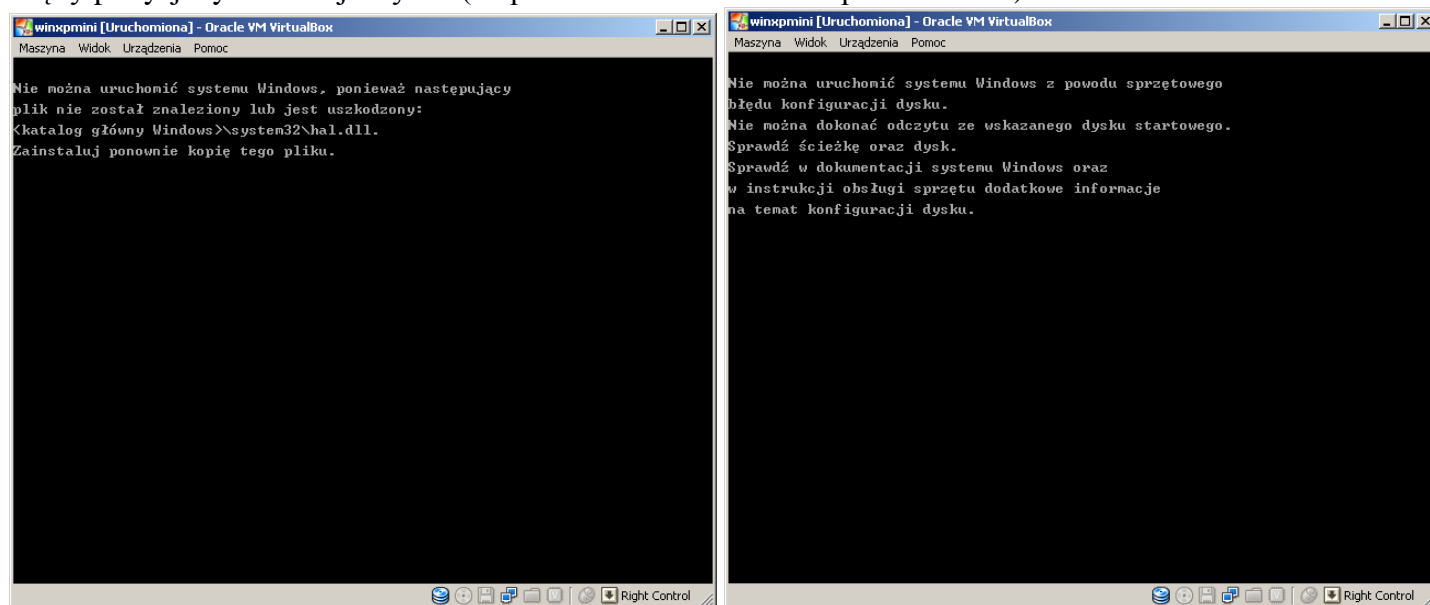 winxpmini [Uruchomiona] - Oracle VM VirtualBox
Maszyna Widok Urządzenia Pomoc
Nie można uruchomić systemu Windows, ponieważ następujący
plik nie został znaleziony lub jest uszkodzony:
<katalog główny Windows>\system32\hal.dll.
Zainstaluj ponownie kopię tego pliku.
Right Control
winxpmini [Uruchomiona] - Oracle VM VirtualBox
Maszyna Widok Urządzenia Pomoc
Nie można uruchomić systemu Windows z powodu sprzętowego
błędu konfiguracji dysku.
Nie można dokonać odczytu ze wskazanego dysku startowego.
Sprawdź ścieżkę oraz dysk.
Sprawdź w dokumentacji systemu Windows oraz
w instrukcji obsługi sprzętu dodatkowe informacje
na temat konfiguracji dysku.
Right Control